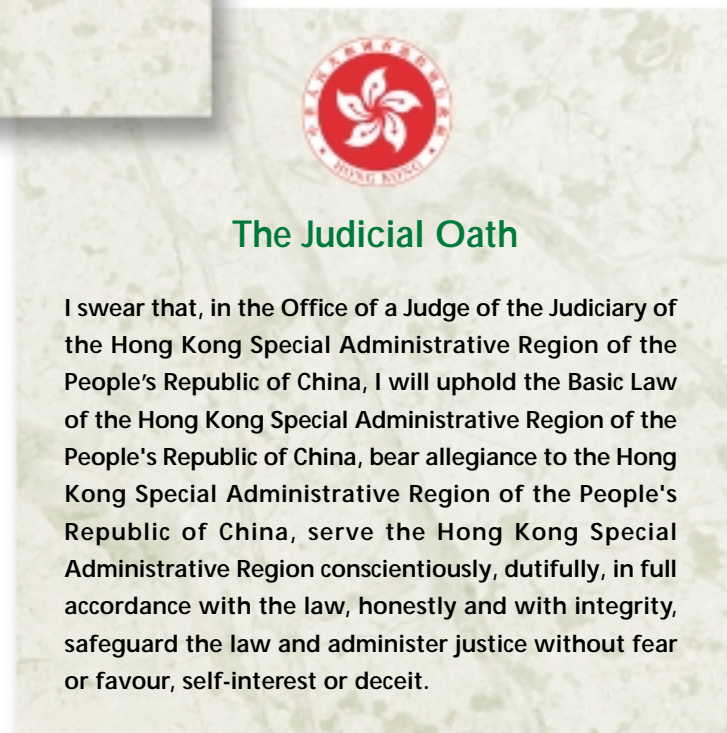 HONG KONG
The Judicial Oath
I swear that, in the Office of a Judge of the Judiciary of
the Hong Kong Special Administrative Region of the
People’s Republic of China, I will uphold the Basic Law
of the Hong Kong Special Administrative Region of the
People's Republic of China, bear allegiance to the Hong
Kong Special Administrative Region of the People's
Republic of China, serve the Hong Kong Special
Administrative Region conscientiously, dutifully, in full
accordance with the law, honestly and with integrity,
safeguard the law and administer justice without fear
or favour, self-interest or deceit.